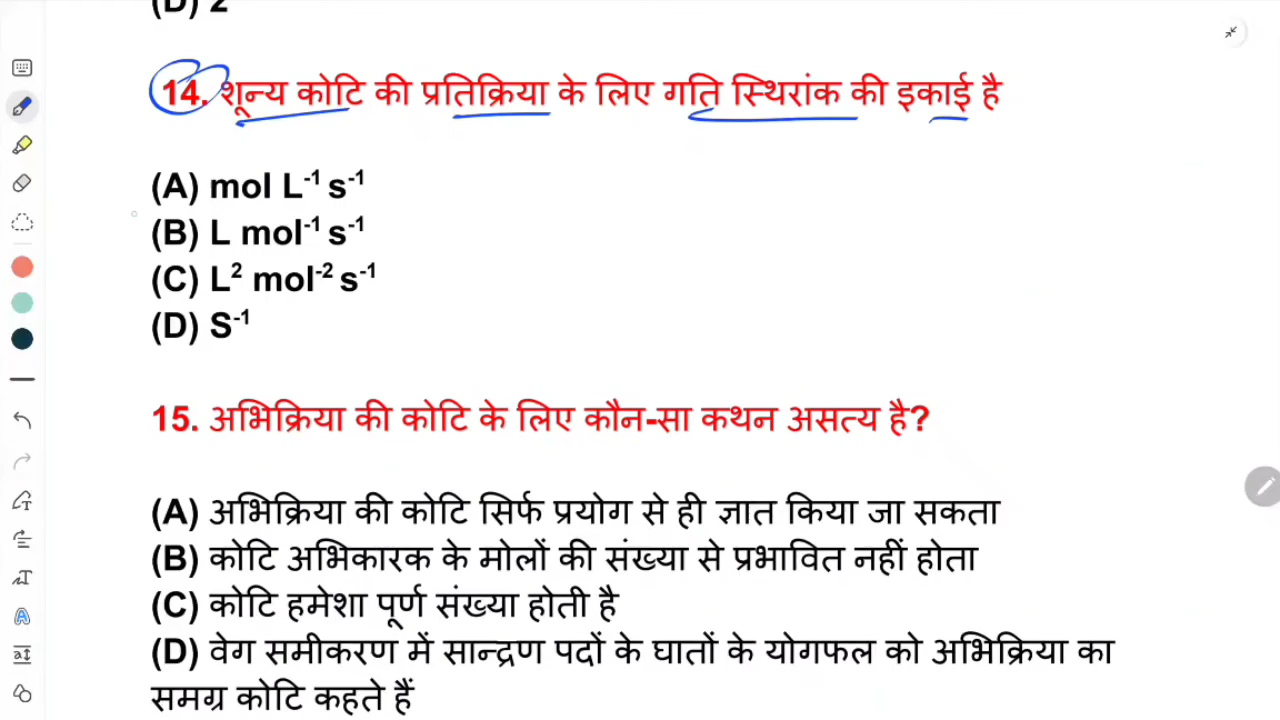 (D) 2
14. शून्य कोटि की प्रतिक्रिया के लिए गति स्थिरांक की इकाई है
(A) mol L⁻¹ s⁻¹
(B) L mol⁻¹ s⁻¹
(C) L² mol⁻² s⁻¹
(D) S⁻¹
15. अभिक्रिया की कोटि के लिए कौन-सा कथन असत्य है?
(A) अभिक्रिया की कोटि सिर्फ प्रयोग से ही ज्ञात किया जा सकता
(B) कोटि अभिकारक के मोलों की संख्या से प्रभावित नहीं होता
(C) कोटि हमेशा पूर्ण संख्या होती है
(D) वेग समीकरण में सान्द्रण पदों के घातों के योगफल को अभिक्रिया का
समग्र कोटि कहते हैं